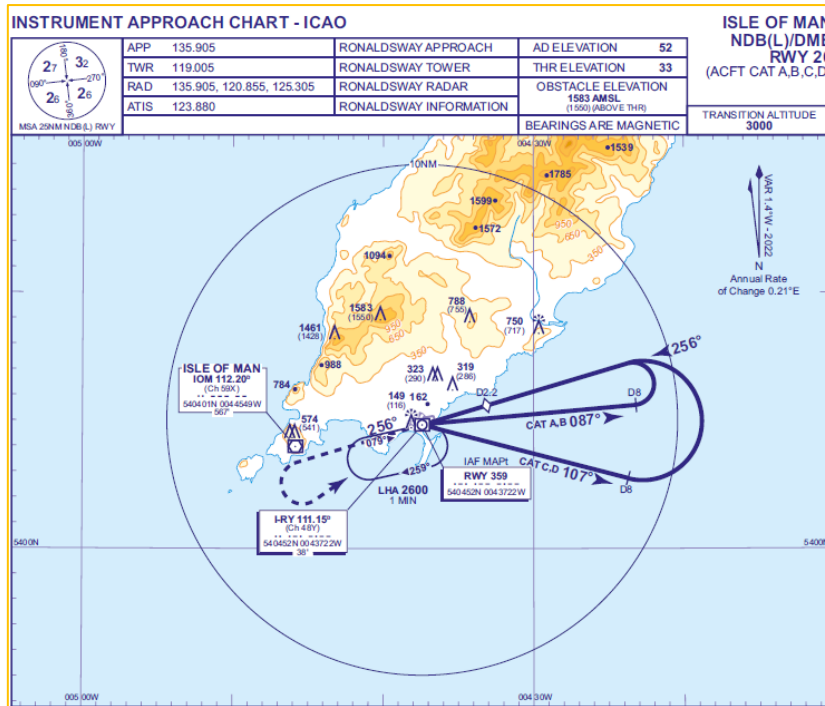 INSTRUMENT APPROACH CHART - ICAO
ISLE OF MAN
NDB(L)/DME
RWY 26
(ACFT CAT A,B,C,D
APP 135.905 RONALDSWAY APPROACH
TWR 119.005 RONALDSWAY TOWER
RAD 135.905, 120.855, 125.305 RONALDSWAY RADAR
ATIS 123.880 RONALDSWAY INFORMATION
AD ELEVATION 52
THR ELEVATION 33
OBSTACLE ELEVATION
1583 AMSL
(1550) (ABOVE THR)
BEARINGS ARE MAGNETIC
TRANSITION ALTITUDE
3000
180°
27 32
090° 270°
26 26
360°
MSA 25NM NDB(L) RWY
005 00W
004 30W
10NM
1539
1785
1599
1572
950
650
350
VAR 1.4°W - 2022
N
Annual Rate
of Change 0.21°E
1094
1583
(1550)
950
650
350
788
(755)
750
(717)
1461
(1428)
988
784
323
(290)
319
(286)
149
(116)
162
574
(541)
ISLE OF MAN
IOM 112.20°
(Ch 59X)
540401N 0044549W
567'
256°
D2.2
D8
CAT A,B 087°
CAT C,D 107°
D8
256°
079°
259°
LHA 2600
1 MIN
IAF MAPt
RWY 359
540452N 0043722W
I-RY 111.15°
(Ch 48Y)
540452N 0043722W
38'
5400N
5400N
005 00W
004 30W